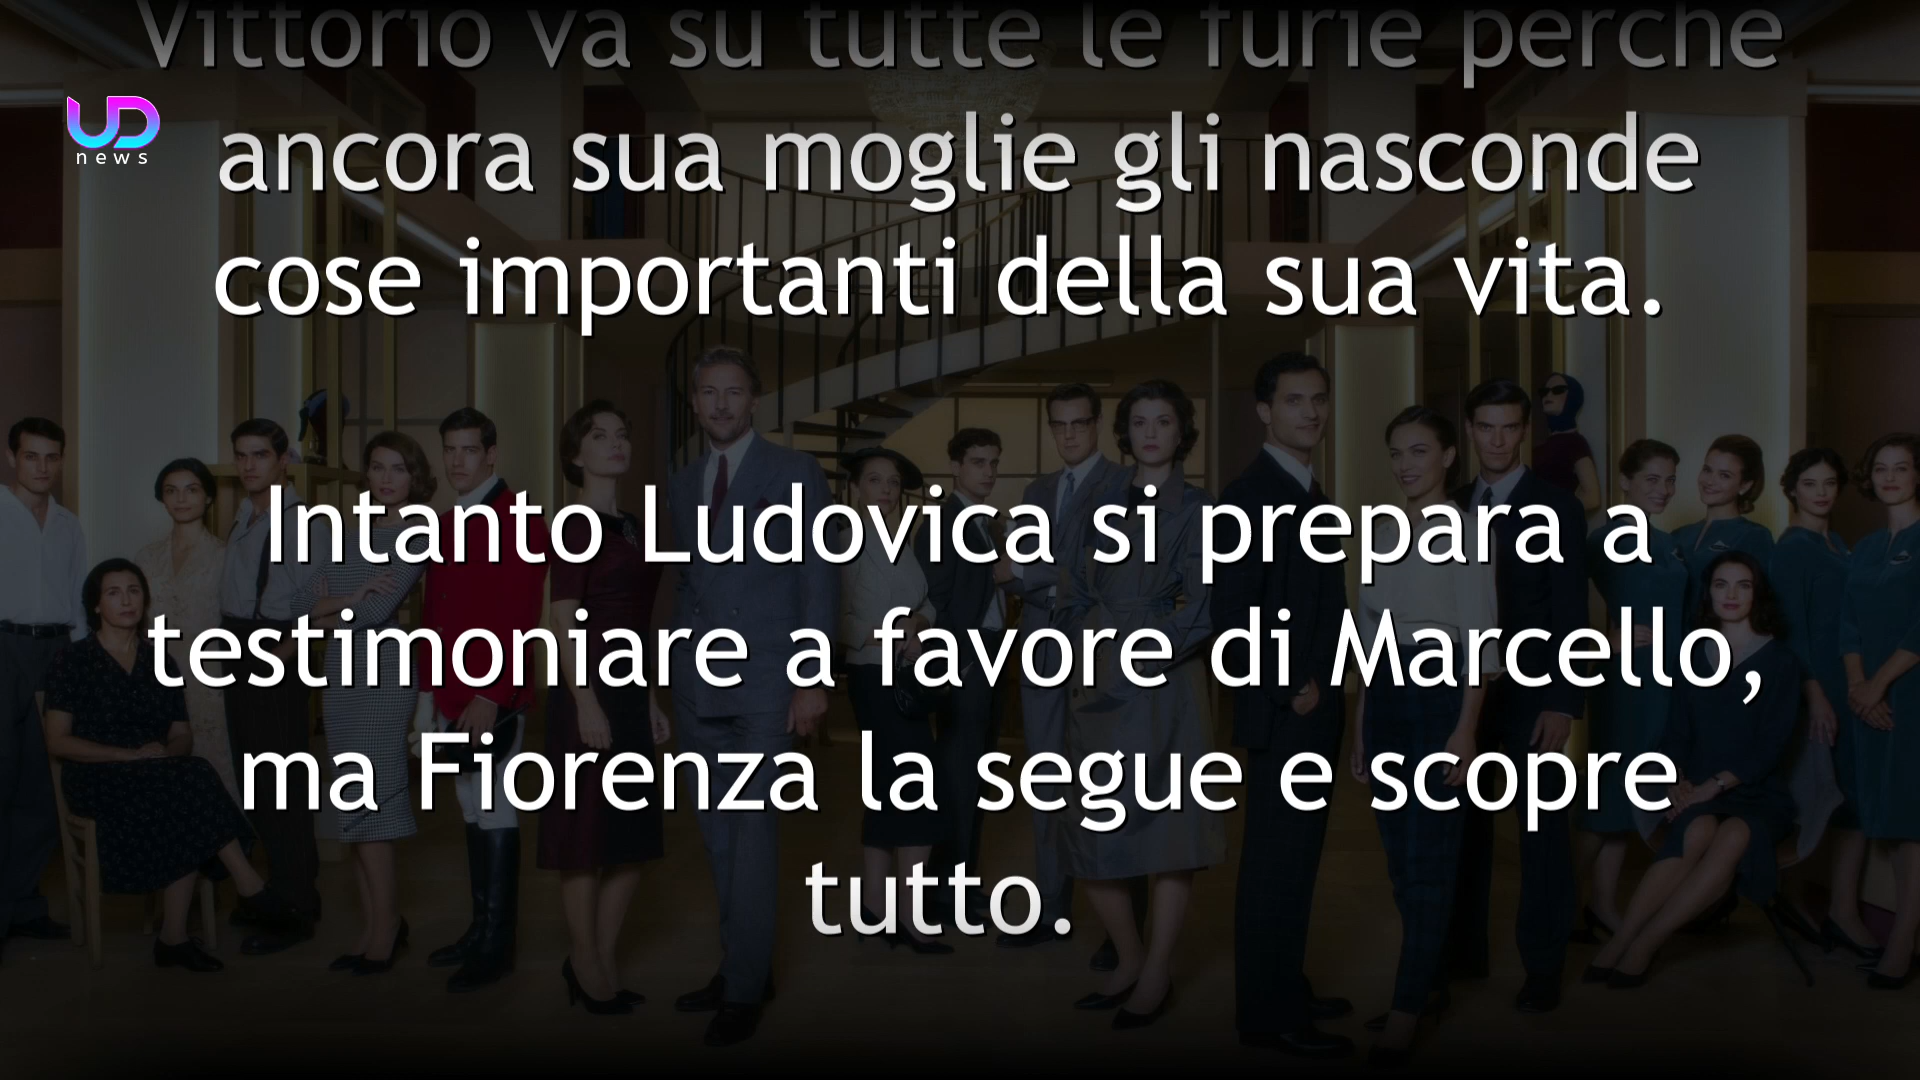 Vittorio va su tutte le furie perché
UD
news
ancora sua moglie gli nasconde
cose importanti della sua vita.
Intanto Ludovica si prepara a
testimoniare a favore di Marcello,
ma Fiorenza la segue e scopre
tutto.